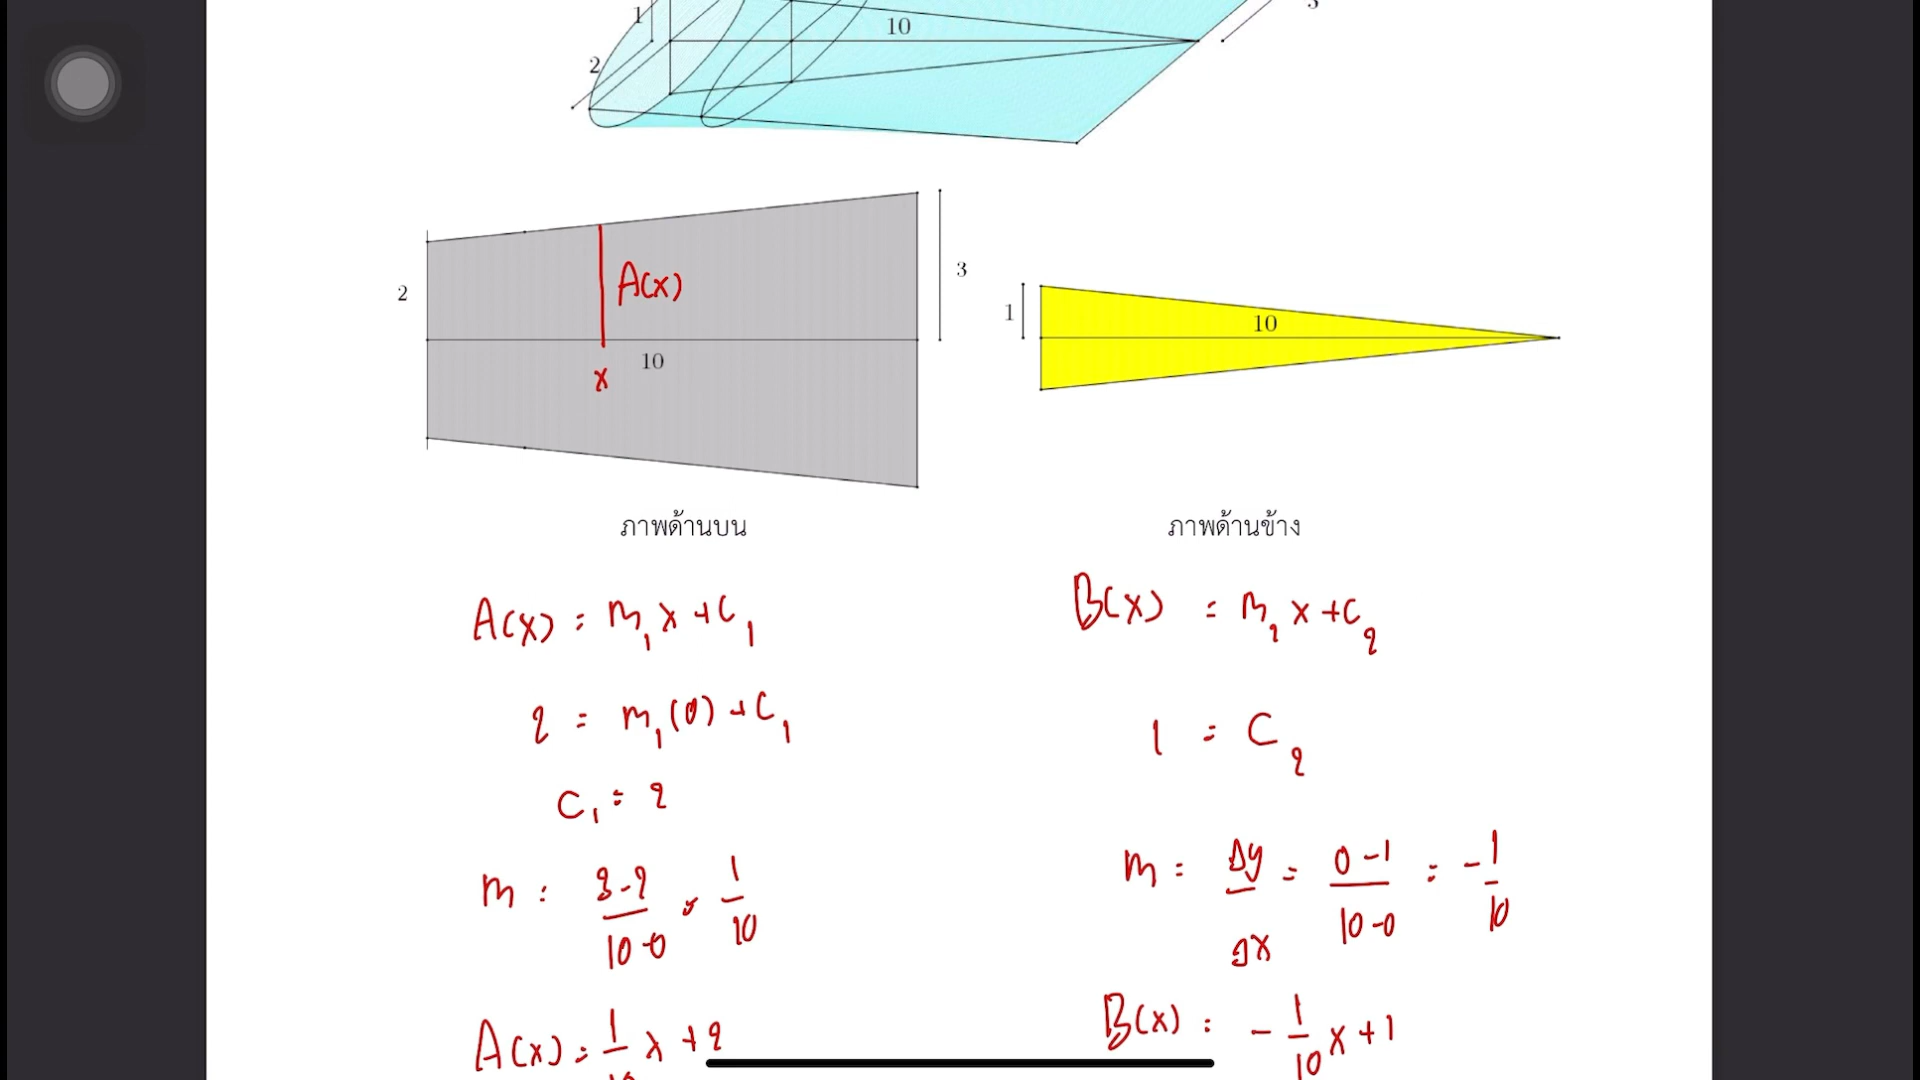 1
10
2
2
A(x)
3
1
10
10
x
ภาพด้านบน
ภาพด้านข้าง
A(x) = m₁x + C₁
B(x) = m₂x + C₂
2 = m₁(0) + C₁
1 = C₂
C₁ = 2
m = 3-2/10-0 = 1/10
m = Δy/Δx = 0-1/10-0 = -1/10
A(x) = 1/10 x + 2
B(x) = -1/10 x + 1